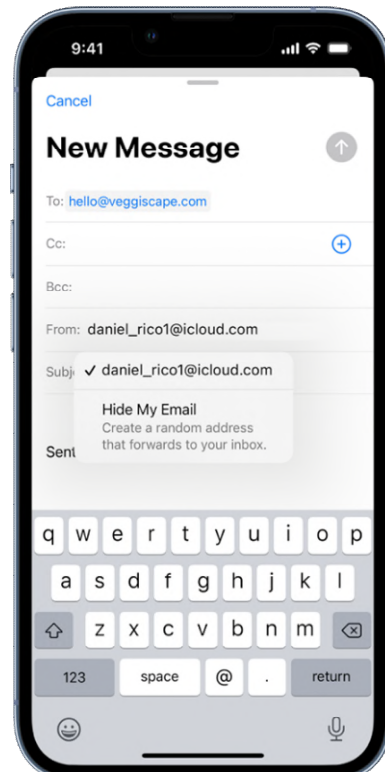 9:41
Cancel
New Message
To: hello@veggiscape.com
Cc:
Bcc:
From: daniel_rico1@icloud.com
Subj
✓ daniel_rico1@icloud.com
Hide My Email
Create a random address
that forwards to your inbox.
Sent
q w e r t y u i o p
a s d f g h j k l
z x c v b n m
123 space @ . return